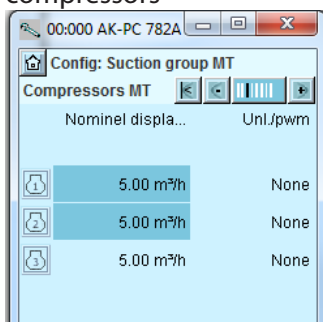 compressors
00:000 AK-PC 782A
Config: Suction group MT
Compressors MT
Nominel displa... Unl./pwm
1 5.00 m³/h None
2 5.00 m³/h None
3 5.00 m³/h None